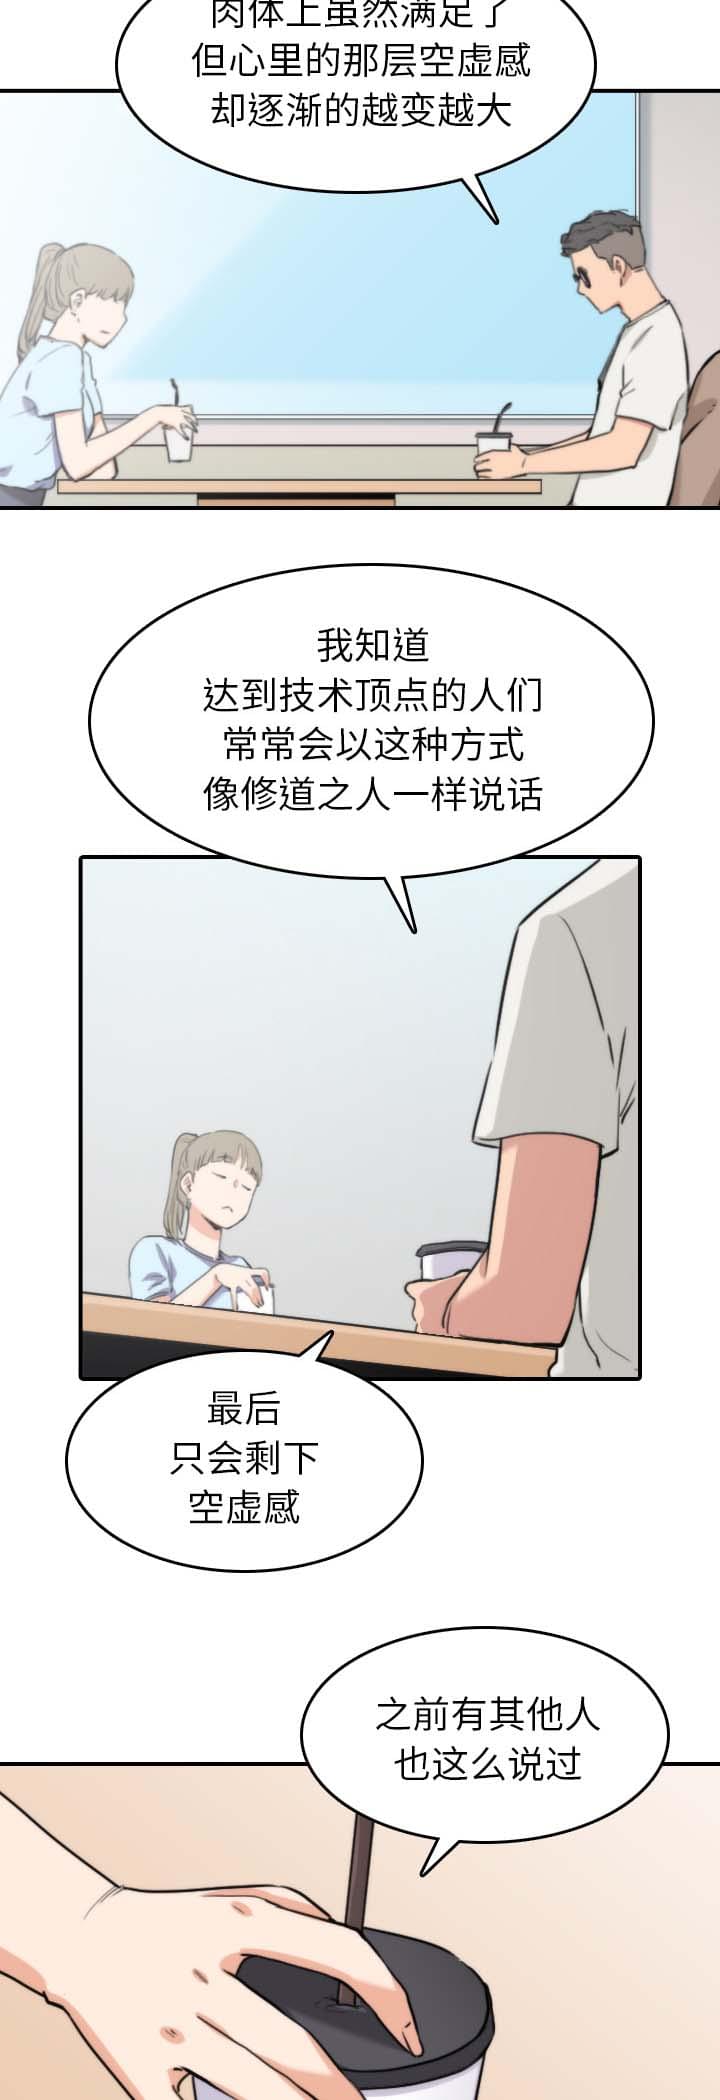 肉体上虽然满足了
但心里的那层空虚感
却逐渐的越变越大
我知道
达到技术顶点的人们
常常会以这种方式
像修道之人一样说话
最后
只会剩下
空虚感
之前有其他人
也这么说过